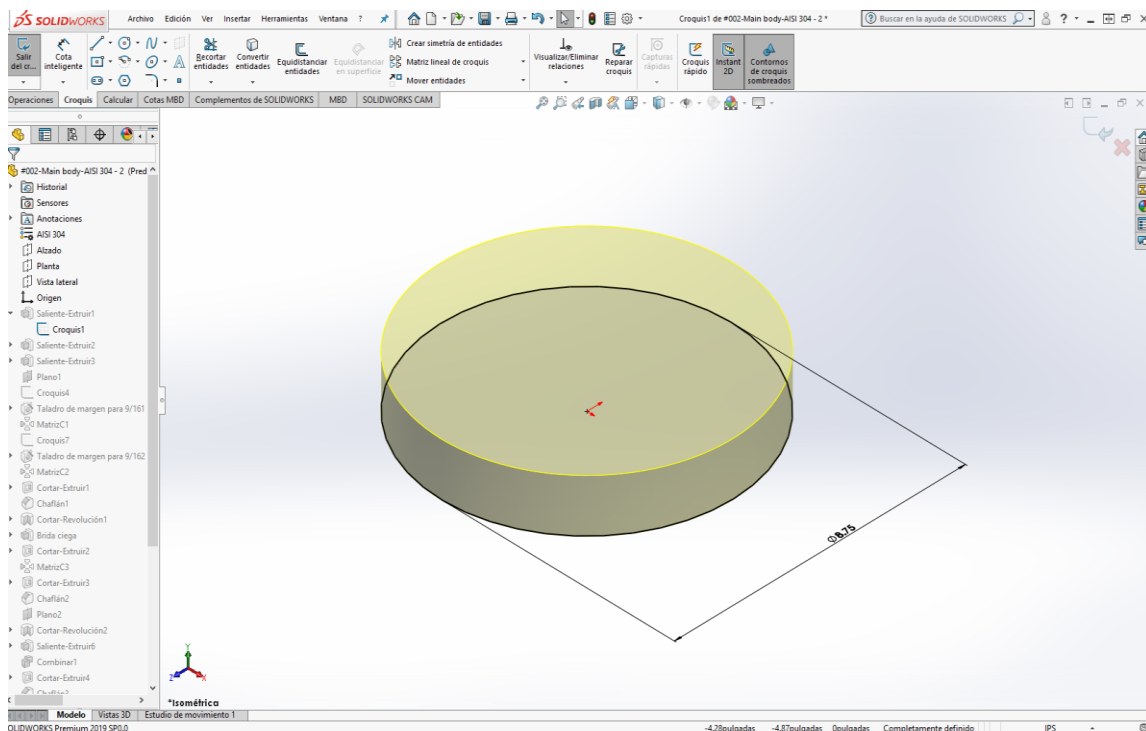 SOLIDWORKS Archivo Edición Ver Insertar Herramientas Ventana ? Croquis1 de #002-Main body-AISI 304 - 2 * Buscar en la ayuda de SOLIDWORKS
Salir del cr...
Cota inteligente
Recortar entidades
Convertir entidades
Equidistanciar entidades
Equidistanciar en superficie
Crear simetría de entidades
Matriz lineal de croquis
Mover entidades
Visualizar/Eliminar relaciones
Reparar croquis
Capturas rápidas
Croquis rápido
Instant 2D
Contornos de croquis sombreados
Operaciones Croquis Calcular Cotas MBD Complementos de SOLIDWORKS MBD SOLIDWORKS CAM
#002-Main body-AISI 304 - 2 (Pred
Historial
Sensores
Anotaciones
AISI 304
Alzado
Planta
Vista lateral
Origen
Saliente-Extruir1
Croquis1
Saliente-Extruir2
Saliente-Extruir3
Plano1
Croquis4
Taladro de margen para 9/161
MatrizC1
Croquis7
Taladro de margen para 9/162
MatrizC2
Cortar-Extruir1
Chaflán1
Cortar-Revolución1
Brida ciega
Cortar-Extruir2
MatrizC3
Cortar-Extruir3
Chaflán2
Plano2
Cortar-Revolución2
Saliente-Extruir6
Combinar1
Cortar-Extruir4
Chaflán3
Ø8.75
Y
Z X
*Isométrica
Modelo Vistas 3D Estudio de movimiento 1
OLIDWORKS Premium 2019 SP0.0 -4.28pulgadas -4.87pulgadas 0pulgadas Completamente definido IPS